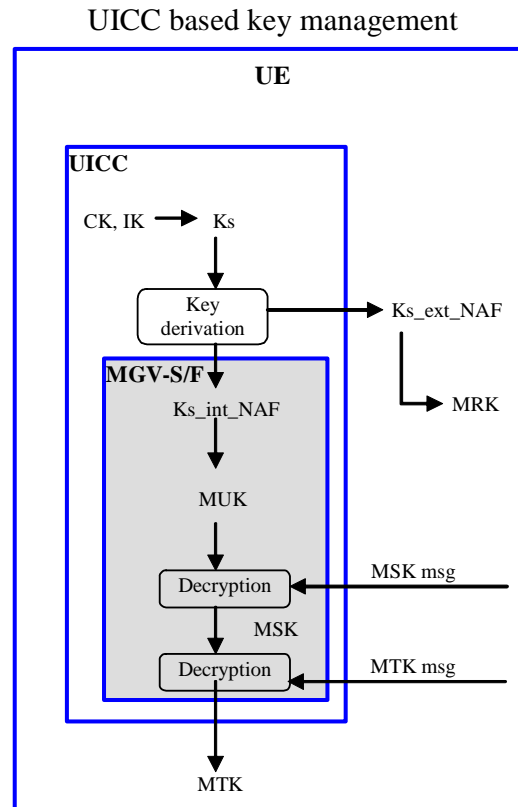 UICC based key management
UE
UICC
CK, IK
Ks
Key
derivation
Ks_ext_NAF
MGV-S/F
Ks_int_NAF
MRK
MUK
MSK msg
Decryption
MSK
MTK msg
Decryption
MTK